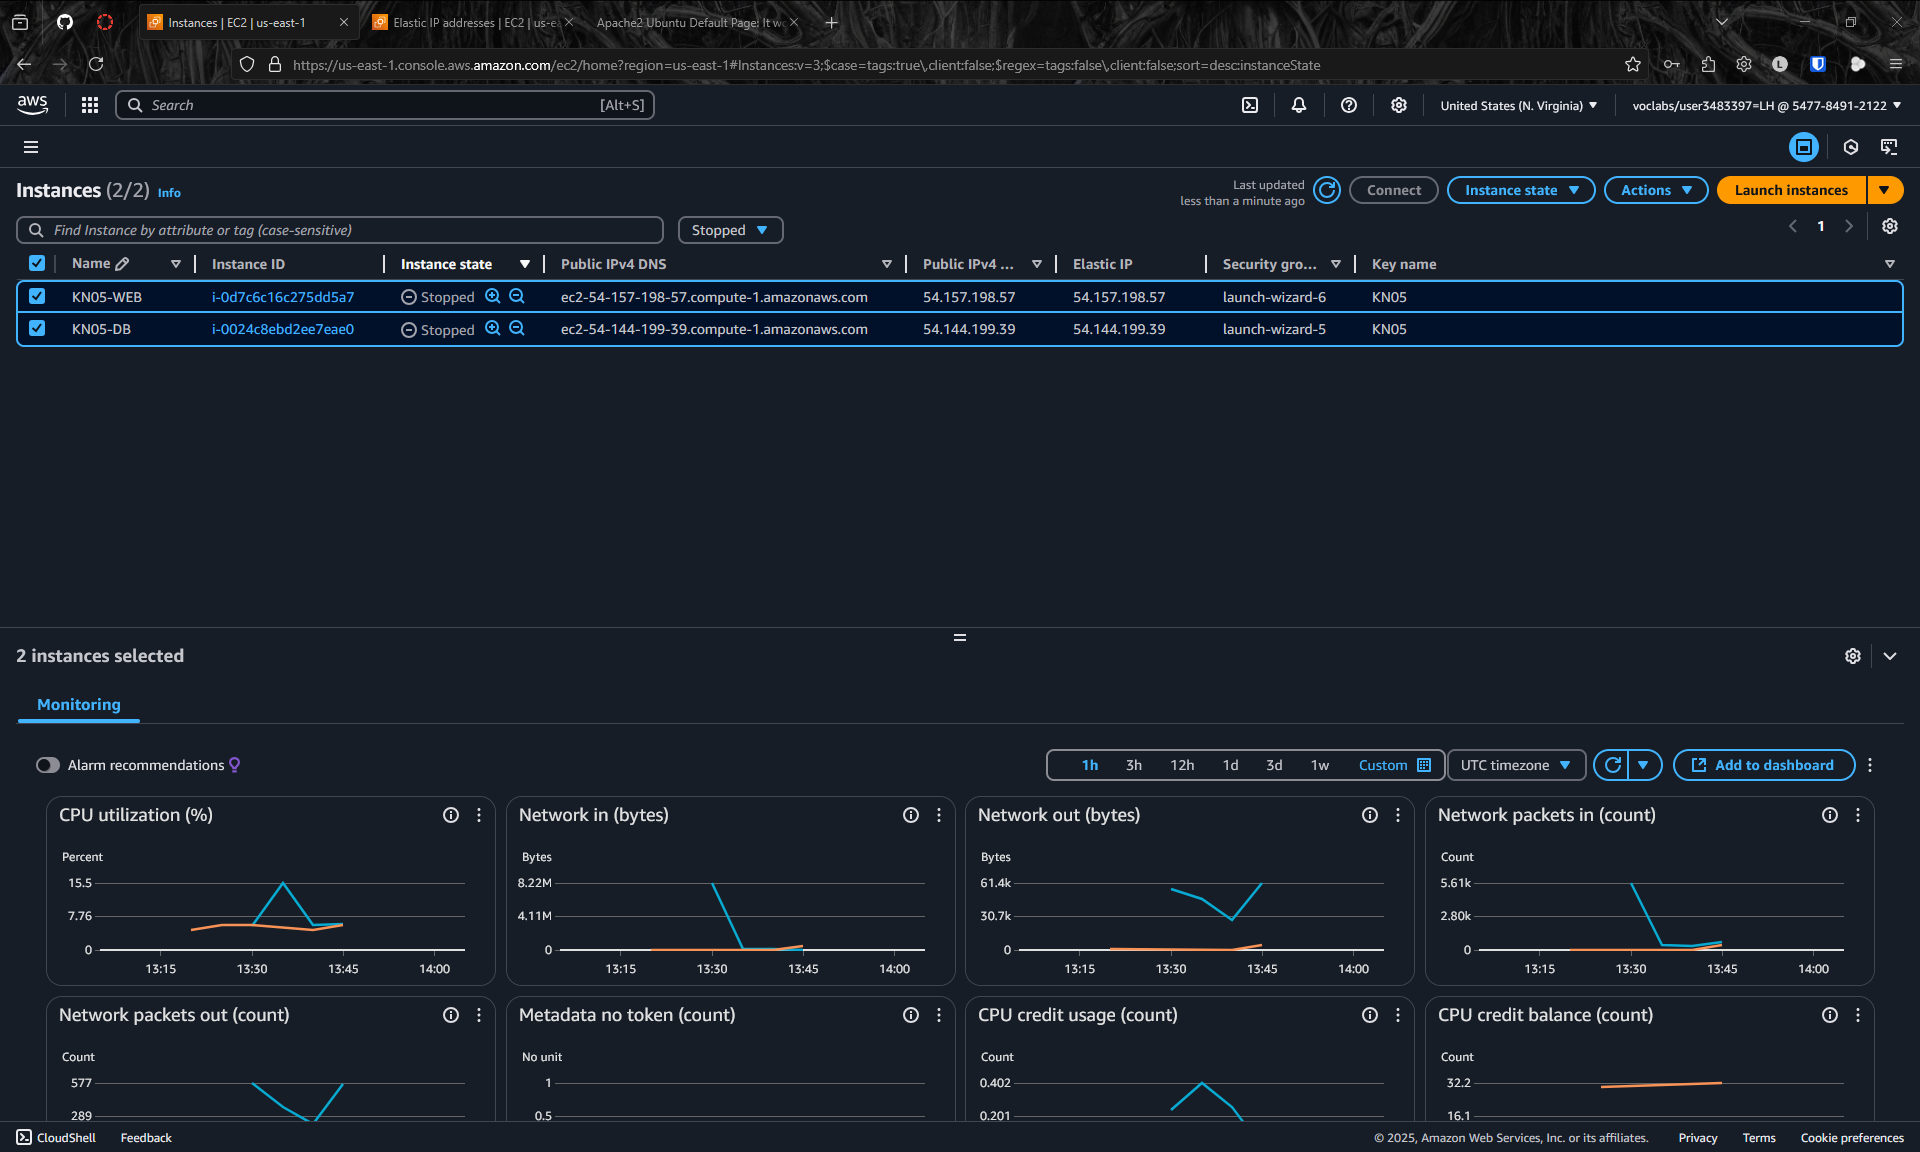 Instances | EC2 | us-east-1
Elastic IP addresses | EC2 | us-e
Apache2 Ubuntu Default Page: It w
https://us-east-1.console.aws.amazon.com/ec2/home?region=us-east-1#Instances:v=3;$case=tags:true\,client:false;$regex=tags:false\,client:false;sort=desc:instanceState
L
aws
Search [Alt+S]
United States (N. Virginia)
voclabs/user3483397=LH @ 5477-8491-2122
Instances (2/2) Info
Last updated
less than a minute ago
Connect
Instance state
Actions
Launch instances
Find Instance by attribute or tag (case-sensitive)
Stopped
1
Name Instance ID Instance state Public IPv4 DNS Public IPv4 ... Elastic IP Security gro... Key name
KN05-WEB i-0d7c6c16c275dd5a7 Stopped ec2-54-157-198-57.compute-1.amazonaws.com 54.157.198.57 54.157.198.57 launch-wizard-6 KN05
KN05-DB i-0024c8ebd2ee7eae0 Stopped ec2-54-144-199-39.compute-1.amazonaws.com 54.144.199.39 54.144.199.39 launch-wizard-5 KN05
2 instances selected
Monitoring
Alarm recommendations
1h 3h 12h 1d 3d 1w Custom
UTC timezone
Add to dashboard
CPU utilization (%)
Percent
15.5
7.76
0
13:15 13:30 13:45 14:00
Network in (bytes)
Bytes
8.22M
4.11M
0
13:15 13:30 13:45 14:00
Network out (bytes)
Bytes
61.4k
30.7k
0
13:15 13:30 13:45 14:00
Network packets in (count)
Count
5.61k
2.80k
0
13:15 13:30 13:45 14:00
Network packets out (count)
Count
577
289
Metadata no token (count)
No unit
1
0.5
CPU credit usage (count)
Count
0.402
0.201
CPU credit balance (count)
Count
32.2
16.1
CloudShell Feedback
© 2025, Amazon Web Services, Inc. or its affiliates. Privacy Terms Cookie preferences